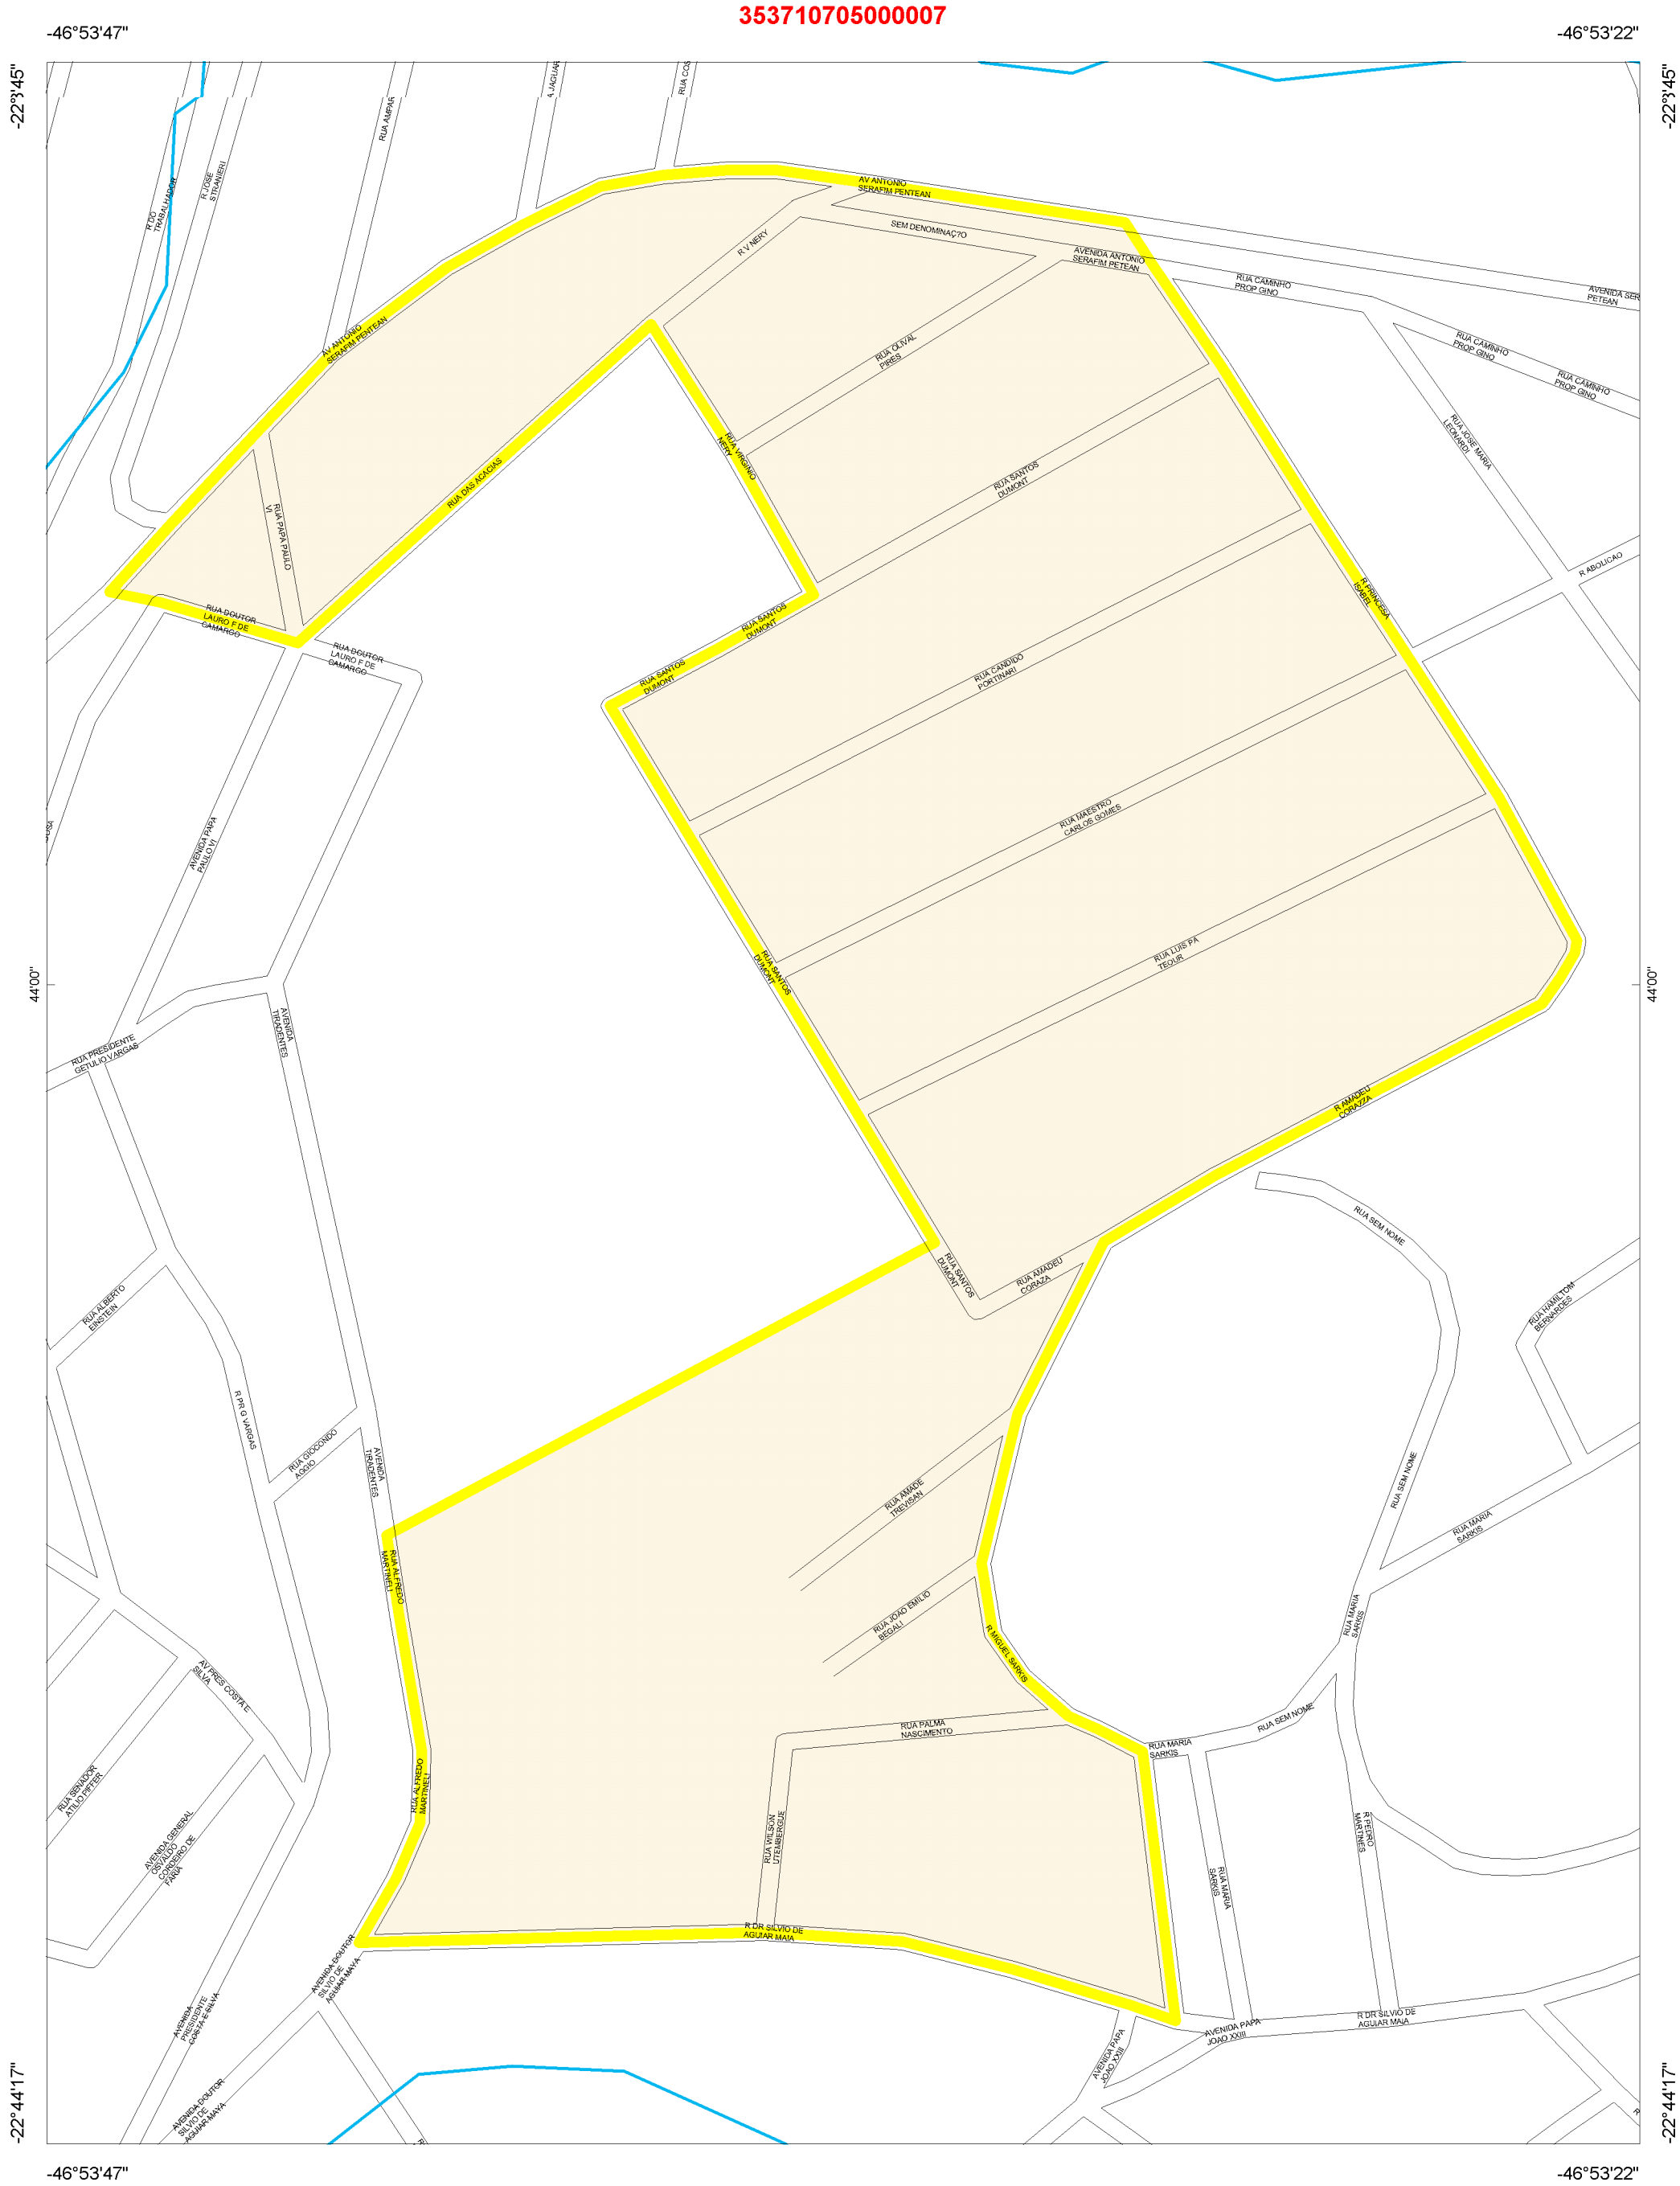 353710705000007
-46°53'47"
-46°53'22"
-22°
'45"
-22°
'45"
RUA AMPAR
A JAGUAR
RUA COS
R DO
TRABALHADOR
R JOSE
STRANIERI
AV ANTONIO
SERAFIM PENTEAN
SEM DENOMINAÇ?O
R V NERY
AVENIDA ANTONIO
SERAFIM PETEAN
RUA CAMINHO
PROP GINO
AVENIDA SER
PETEAN
AV ANTONIO
SERAFIM PENTEAN
RUA OLIVAL
PIRES
RUA CAMINHO
PROP GINO
RUA CAMINHO
PROP GINO
RUA JOSE MARIA
LEONARDI
RUA VIRGINIO
NERY
RUA DAS ACACIAS
RUA SANTOS
DUMONT
RUA PAPA PAULO
VI
R ABOLICAO
R PRINCESA
ISABEL
RUA DOUTOR
LAURO F DE
CAMARGO
RUA DOUTOR
LAURO F DE
CAMARGO
RUA SANTOS
DUMONT
RUA SANTOS
DUMONT
RUA CANDIDO
PORTINARI
AVENIDA PAPA
PAULO VI
RUA MAESTRO
CARLOS GOMES
RUA SANTOS
DUMONT
RUA LUIS PA
TEOUR
44'00"
44'00"
AVENIDA
TIRADENTES
RUA PRESIDENTE
GETULIO VARGAS
R AMADEU
CORAZZA
RUA SEM NOME
RUA SANTOS
DUMONT
RUA AMADEU
CORAZA
RUA ALBERTO
EINSTEIN
RUA HAMILTOM
BERNARDES
R PR G VARGAS
RUA GIOCONDO
AGGIO
AVENIDA
TIRADENTES
RUA AMADE
TREVISAN
RUA SEM NOME
RUA MARIA
SARKIS
RUA ALFREDO
MARTINELI
RUA JOAO EMILIO
BEGALI
RUA MARIA
SARKIS
R MIGUEL SARKIS
AV PRES COSTA E
SILVA
RUA PALMA
NASCIMENTO
RUA SEM NOME
RUA MARIA
SARKIS
RUA SENADOR
ATILIO PIFFER
RUA ALFREDO
MARTINELI
AVENIDA GENERAL
OSVALDO
CORDEIRO DE
FARIA
RUA WILSON
UTEMBERGUE
R PEDRO
MARTINES
RUA MARIA
SARKIS
R DR SILVIO DE
AGUIAR MAIA
AVENIDA DOUTOR
SILVIO DE
AGUIAR MAYA
AVENIDA
PRESIDENTE
COSTA E SILVA
AVENIDA PAPA
JOAO XXIII
AVENIDA PAPA
JOAO XXIII
R DR SILVIO DE
AGUIAR MAIA
AVENIDA DOUTOR
SILVIO DE
AGUIAR MAYA
-22°44'17"
-22°44'17"
-46°53'47"
-46°53'22"